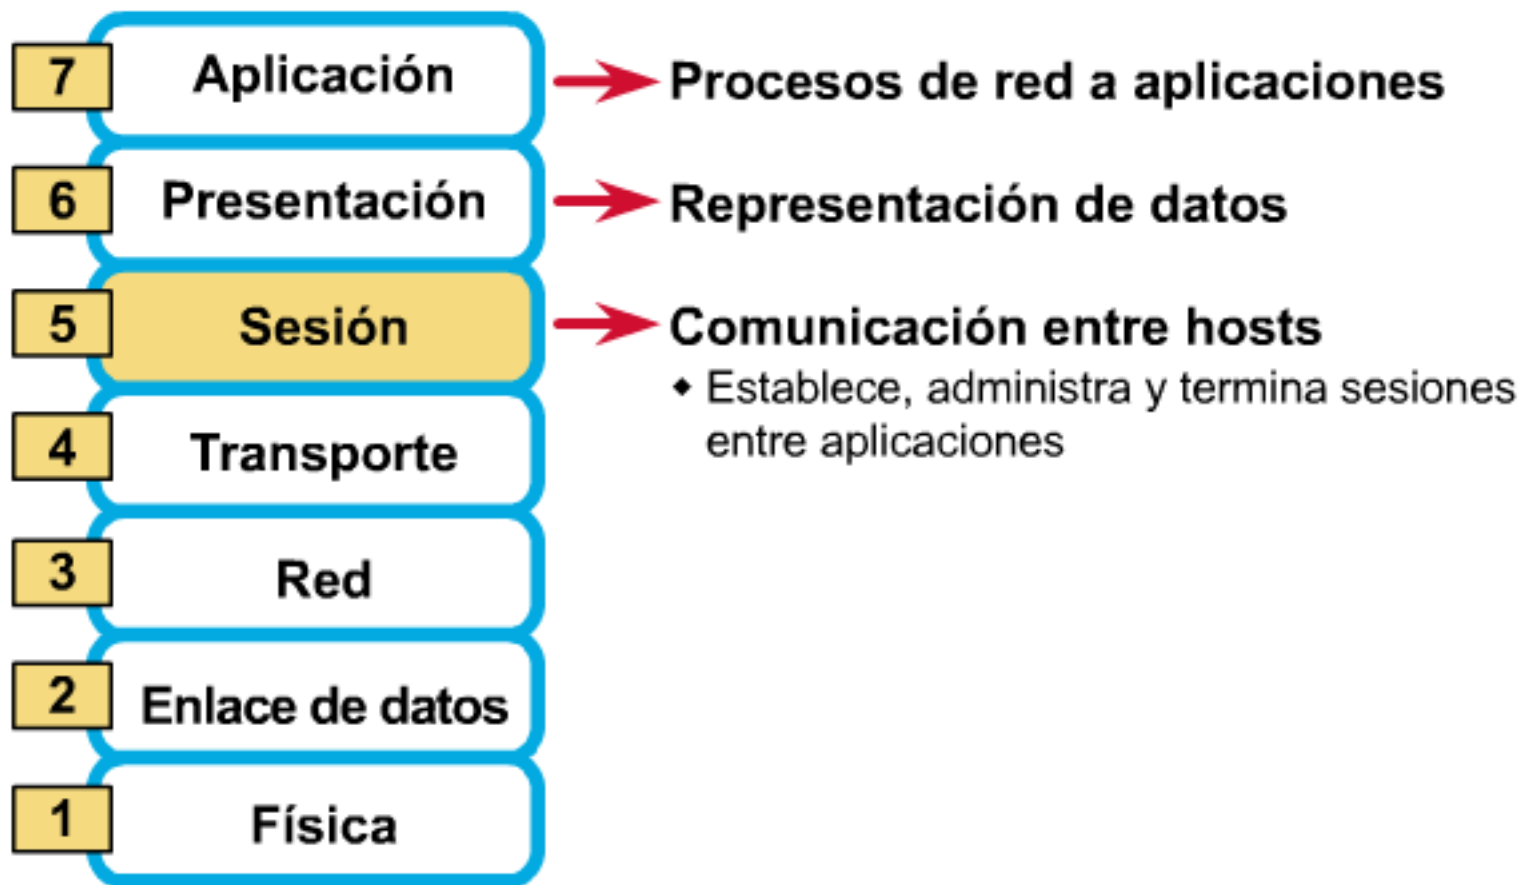 7 Aplicación Procesos de red a aplicaciones
6 Presentación Representación de datos
5 Sesión Comunicación entre hosts
◆ Establece, administra y termina sesiones
entre aplicaciones
4 Transporte
3 Red
2 Enlace de datos
1 Física